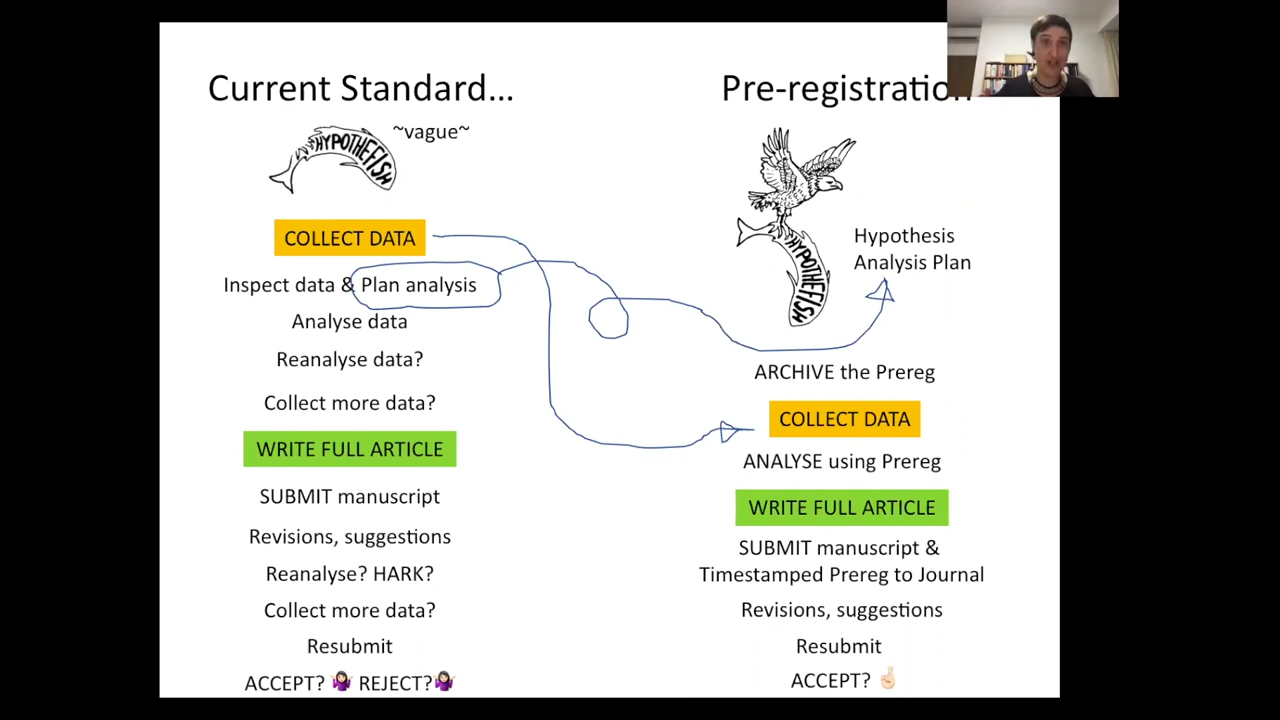 Current Standard...
~vague~
HYPOTHEFISH
COLLECT DATA
Inspect data & Plan analysis
Analyse data
Reanalyse data?
Collect more data?
WRITE FULL ARTICLE
SUBMIT manuscript
Revisions, suggestions
Reanalyse? HARK?
Collect more data?
Resubmit
ACCEPT? 🤷🏻‍♀️ REJECT?🤷🏻‍♀️
Pre-registration
HYPOTHEFISH
Hypothesis
Analysis Plan
ARCHIVE the Prereg
COLLECT DATA
ANALYSE using Prereg
WRITE FULL ARTICLE
SUBMIT manuscript &
Timestamped Prereg to Journal
Revisions, suggestions
Resubmit
ACCEPT? 🤞🏻